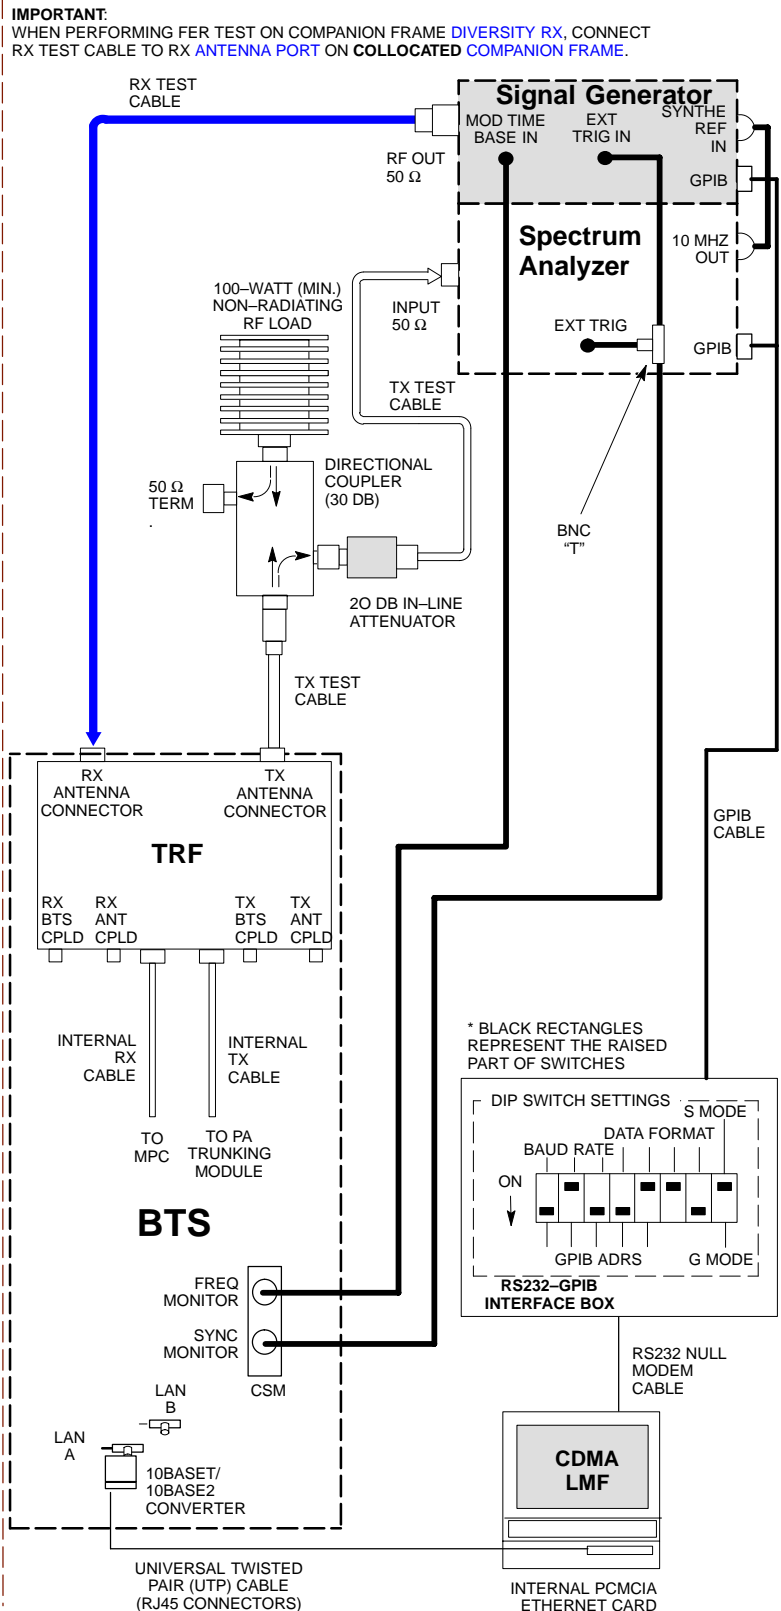 IMPORTANT:
WHEN PERFORMING FER TEST ON COMPANION FRAME DIVERSITY RX, CONNECT
RX TEST CABLE TO RX ANTENNA PORT ON COLLOCATED COMPANION FRAME.
RX TEST
CABLE
Signal Generator
MOD TIME
BASE IN
EXT
TRIG IN
SYNTHE
REF
IN
RF OUT
50 Ω
GPIB
Spectrum
Analyzer
10 MHZ
OUT
100–WATT (MIN.)
NON–RADIATING
RF LOAD
INPUT
50 Ω
EXT TRIG
GPIB
TX TEST
CABLE
DIRECTIONAL
COUPLER
(30 DB)
50 Ω
TERM
.
BNC
“T”
2O DB IN–LINE
ATTENUATOR
TX TEST
CABLE
RX
ANTENNA
CONNECTOR
TX
ANTENNA
CONNECTOR
TRF
GPIB
CABLE
RX
BTS
CPLD
RX
ANT
CPLD
TX
BTS
CPLD
TX
ANT
CPLD
INTERNAL
RX
CABLE
INTERNAL
TX
CABLE
* BLACK RECTANGLES
REPRESENT THE RAISED
PART OF SWITCHES
TO
MPC
TO PA
TRUNKING
MODULE
DIP SWITCH SETTINGS
S MODE
DATA FORMAT
BAUD RATE
ON
GPIB ADRS
G MODE
RS232–GPIB
INTERFACE BOX
BTS
FREQ
MONITOR
SYNC
MONITOR
CSM
RS232 NULL
MODEM
CABLE
LAN
B
LAN
A
10BASET/
10BASE2
CONVERTER
CDMA
LMF
UNIVERSAL TWISTED
PAIR (UTP) CABLE
(RJ45 CONNECTORS)
INTERNAL PCMCIA
ETHERNET CARD